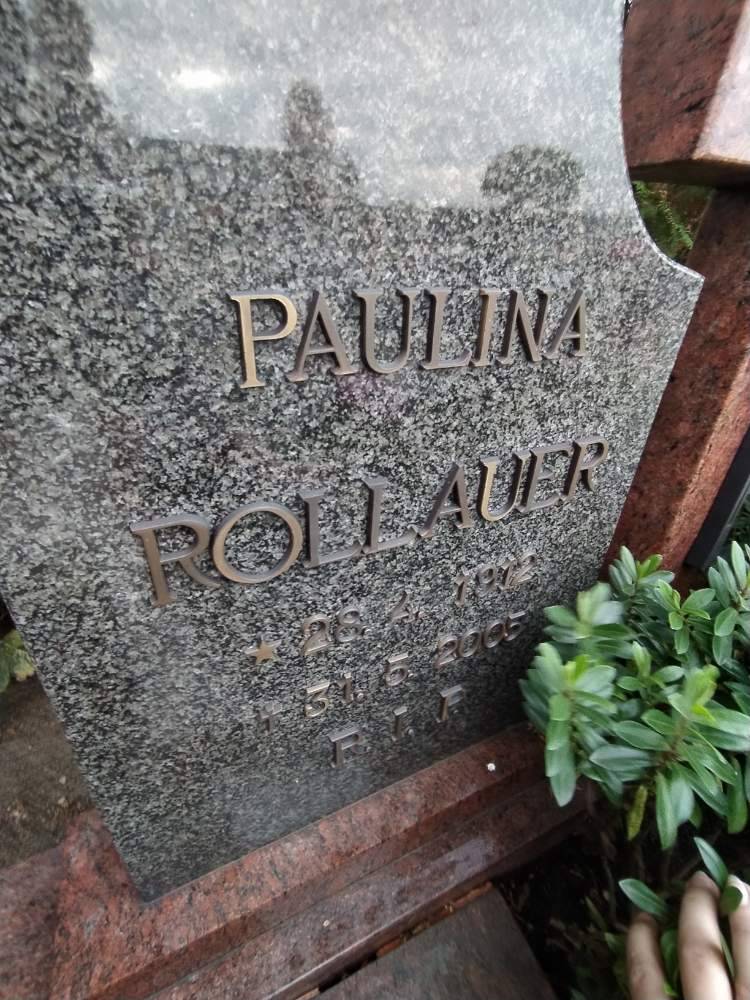 PAULINA
ROLLAUER
★ 28. 4. 1912
† 31. 5. 2005
R. I. P